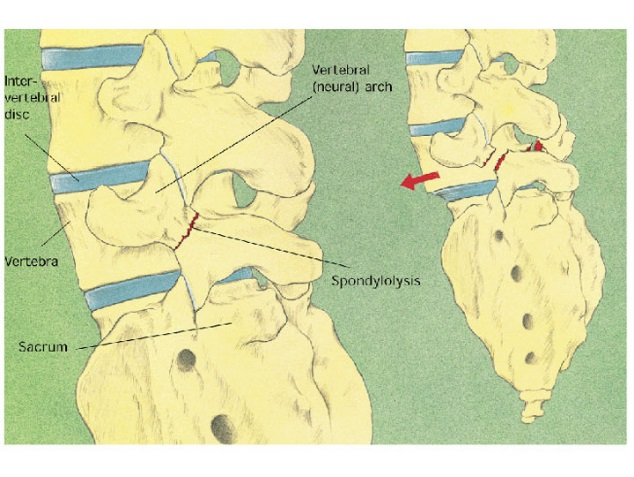 Inter-
vertebral
disc
Vertebral
(neural) arch
Vertebra
Spondylolysis
Sacrum